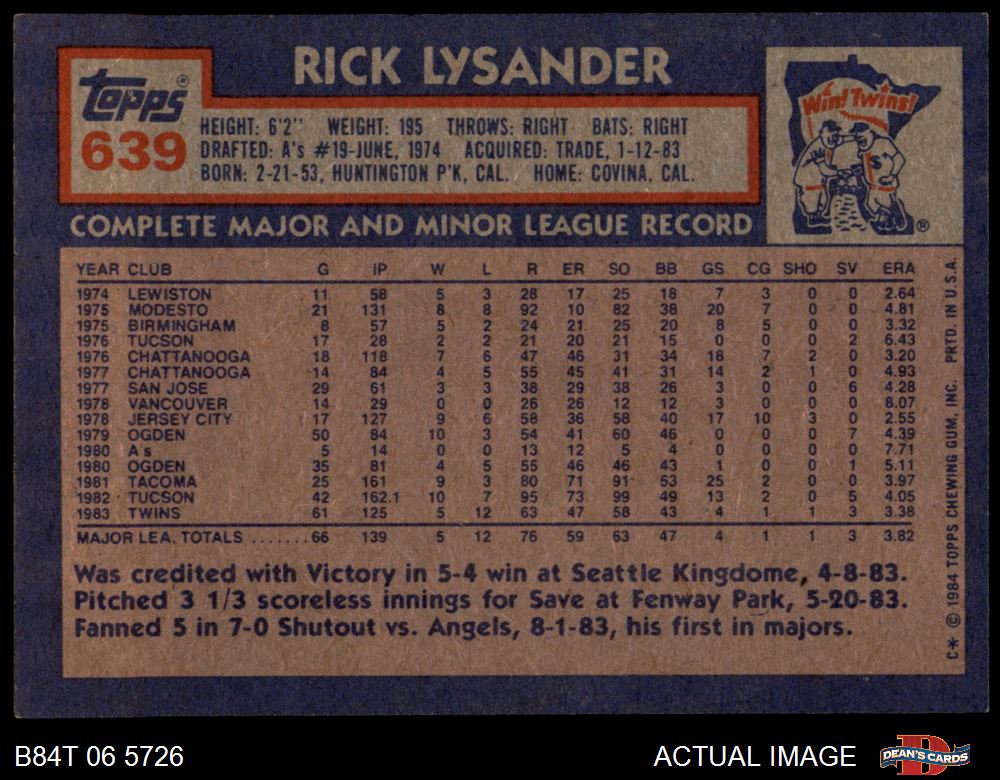 RICK LYSANDER
Topps®
639
HEIGHT: 6'2" WEIGHT: 195 THROWS: RIGHT BATS: RIGHT
DRAFTED: A's #19-JUNE, 1974 ACQUIRED: TRADE, 1-12-83
BORN: 2-21-53, HUNTINGTON P'K, CAL. HOME: COVINA, CAL.
Win! Twins!
®
COMPLETE MAJOR AND MINOR LEAGUE RECORD
YEAR CLUB G IP W L R ER SO BB GS CG SHO SV ERA
1974 LEWISTON 11 58 5 3 28 17 25 18 7 3 0 0 2.64
1975 MODESTO 21 131 8 8 92 10 82 38 20 7 0 0 4.81
1975 BIRMINGHAM 8 57 5 2 24 21 25 20 8 5 0 0 3.32
1976 TUCSON 17 28 2 2 21 20 21 15 0 0 0 2 6.43
1976 CHATTANOOGA 18 118 7 6 47 46 31 34 18 7 2 0 3.20
1977 CHATTANOOGA 14 84 4 5 55 45 41 31 14 2 1 0 4.93
1977 SAN JOSE 29 61 3 3 38 29 38 26 3 0 0 6 4.28
1978 VANCOUVER 14 29 0 0 26 26 12 12 3 0 0 0 8.07
1978 JERSEY CITY 17 127 9 6 58 36 58 40 17 10 3 0 2.55
1979 OGDEN 50 84 10 3 54 41 60 46 0 0 0 7 4.39
1980 A's 5 14 0 0 13 12 5 4 0 0 0 0 7.71
1980 OGDEN 35 81 4 5 55 46 46 43 1 0 0 1 5.11
1981 TACOMA 25 161 9 3 80 71 91 53 25 2 0 0 3.97
1982 TUCSON 42 162.1 10 7 95 73 99 49 13 2 0 5 4.05
1983 TWINS 61 125 5 12 63 47 58 43 4 1 1 3 3.38
MAJOR LEA. TOTALS .......66 139 5 12 76 59 63 47 4 1 1 3 3.82
Was credited with Victory in 5-4 win at Seattle Kingdome, 4-8-83.
Pitched 3 1/3 scoreless innings for Save at Fenway Park, 5-20-83.
Fanned 5 in 7-0 Shutout vs. Angels, 8-1-83, his first in majors.
C* © 1984 TOPPS CHEWING GUM, INC. PRTD. IN U.S.A.
B84T 06 5726
ACTUAL IMAGE
DEAN'S CARDS